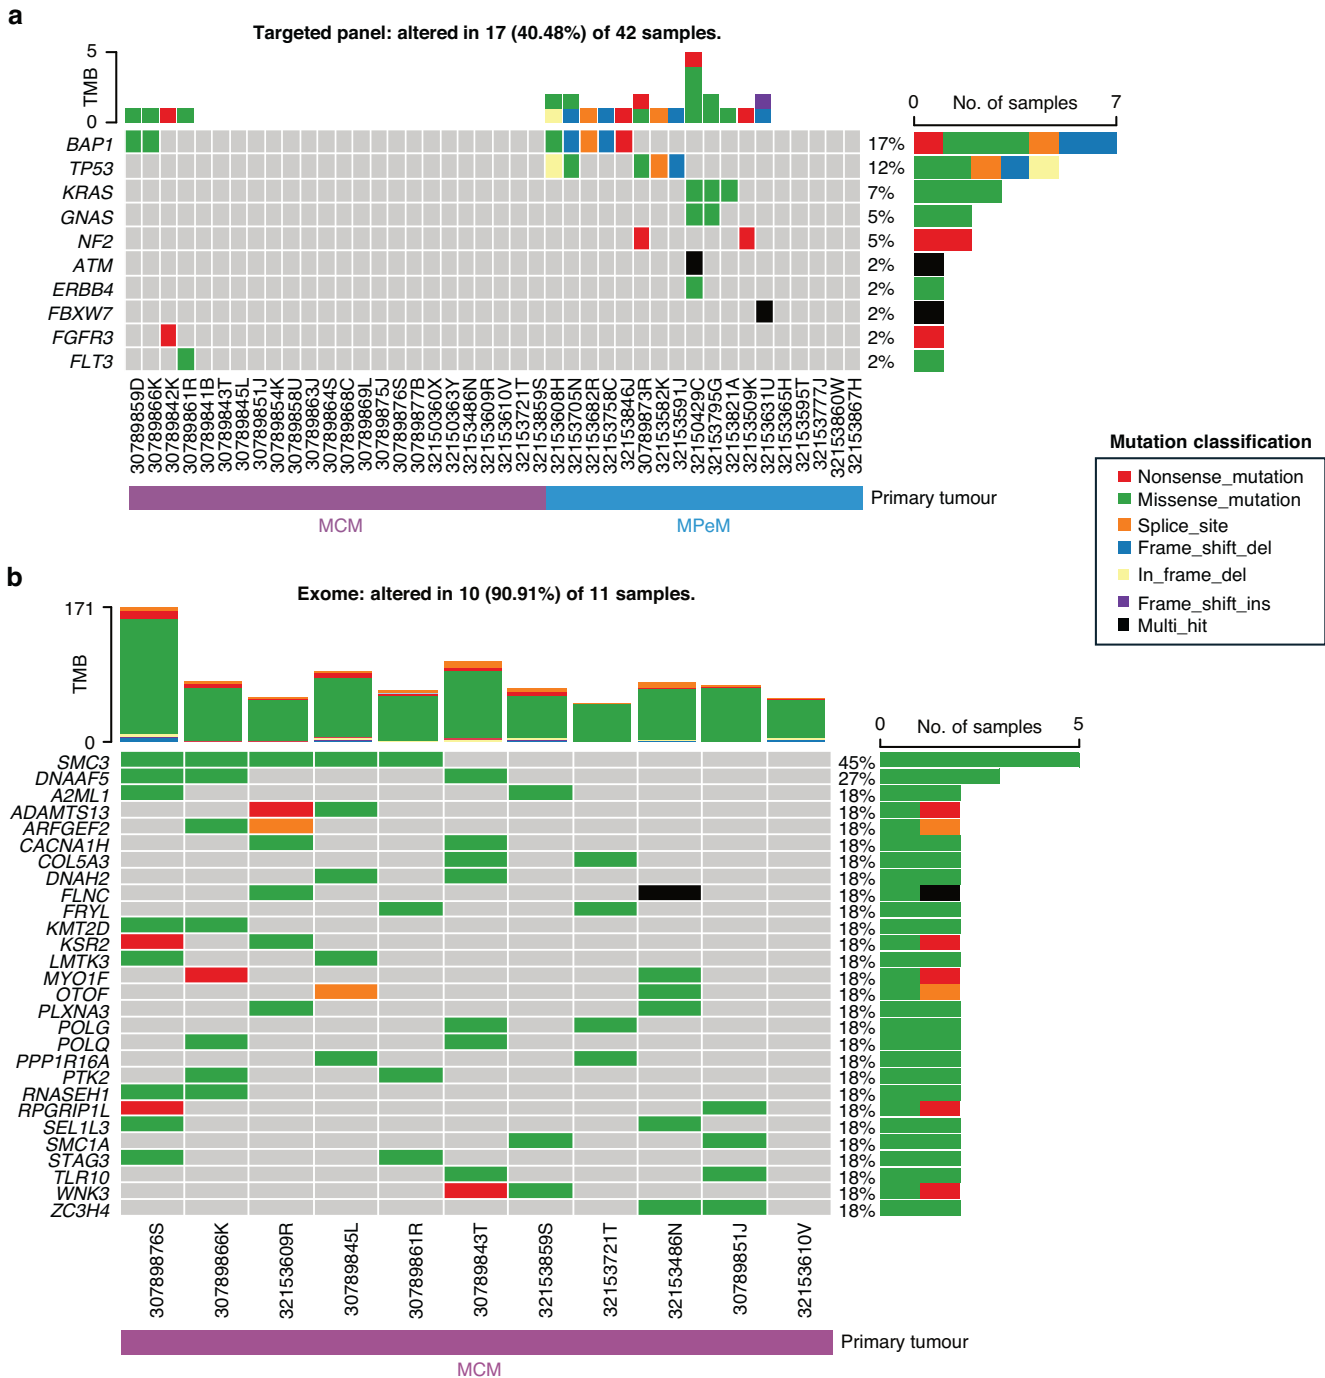 a
Targeted panel: altered in 17 (40.48%) of 42 samples.
5
TMB
0
0 No. of samples 7
BAP1 17%
TP53 12%
KRAS 7%
GNAS 5%
NF2 5%
ATM 2%
ERBB4 2%
FBXW7 2%
FGFR3 2%
FLT3 2%
30789859D
30789866K
30789842K
30789861R
30789841B
30789843T
30789845L
30789851J
30789854K
30789858U
30789863J
30789864S
30789868C
30789869L
30789875J
30789876S
30789877B
32150360X
32150363Y
32153486N
32153609R
32153610V
32153721T
32153859S
32153608H
32153705N
32153682R
32153758C
32153846J
30789873R
32153582K
32153591J
32150429C
32153795G
32153821A
32153509K
32153631U
32153365H
32153595T
32153777J
32153860W
32153867H
Primary tumour
MCM MPeM
Mutation classification
Nonsense_mutation
Missense_mutation
Splice_site
Frame_shift_del
In_frame_del
Frame_shift_ins
Multi_hit
b
Exome: altered in 10 (90.91%) of 11 samples.
171
TMB
0
0 No. of samples 5
SMC3 45%
DNAAF5 27%
A2ML1 18%
ADAMTS13 18%
ARFGEF2 18%
CACNA1H 18%
COL5A3 18%
DNAH2 18%
FLNC 18%
FRYL 18%
KMT2D 18%
KSR2 18%
LMTK3 18%
MYO1F 18%
OTOF 18%
PLXNA3 18%
POLG 18%
POLQ 18%
PPP1R16A 18%
PTK2 18%
RNASEH1 18%
RPGRIP1L 18%
SEL1L3 18%
SMC1A 18%
STAG3 18%
TLR10 18%
WNK3 18%
ZC3H4 18%
30789876S
30789866K
32153609R
30789845L
30789861R
30789843T
32153859S
32153721T
32153486N
30789851J
32153610V
Primary tumour
MCM